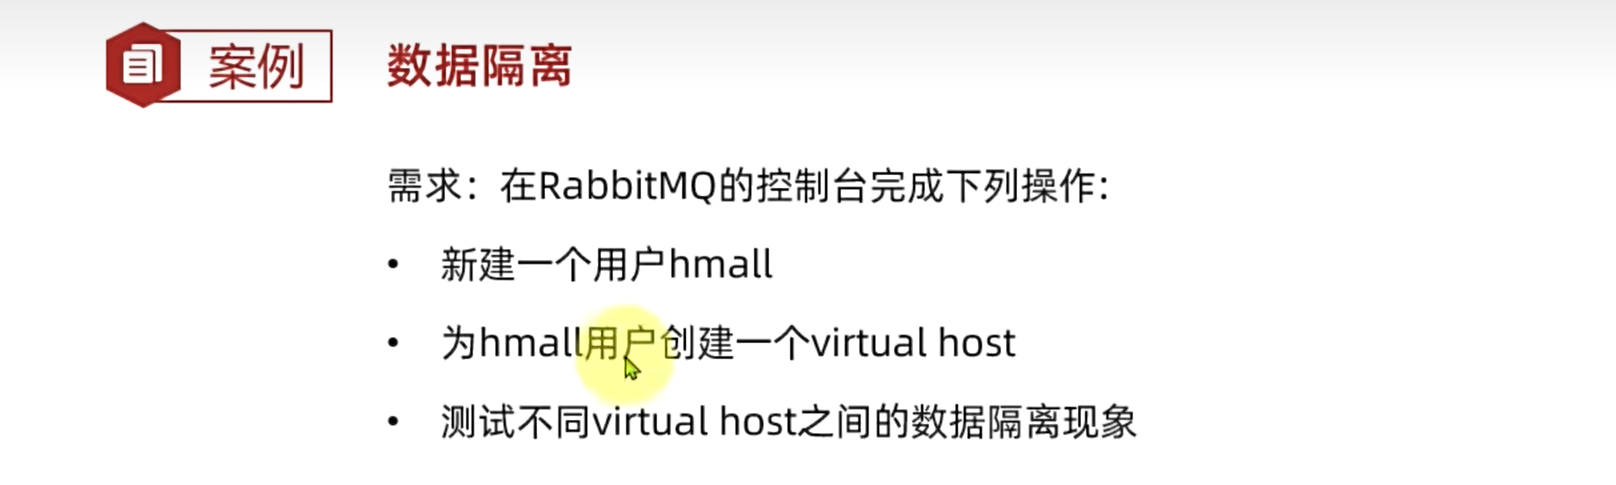 案例 数据隔离
需求：在RabbitMQ的控制台完成下列操作：
• 新建一个用户hmall
• 为hmall用户创建一个virtual host
• 测试不同virtual host之间的数据隔离现象